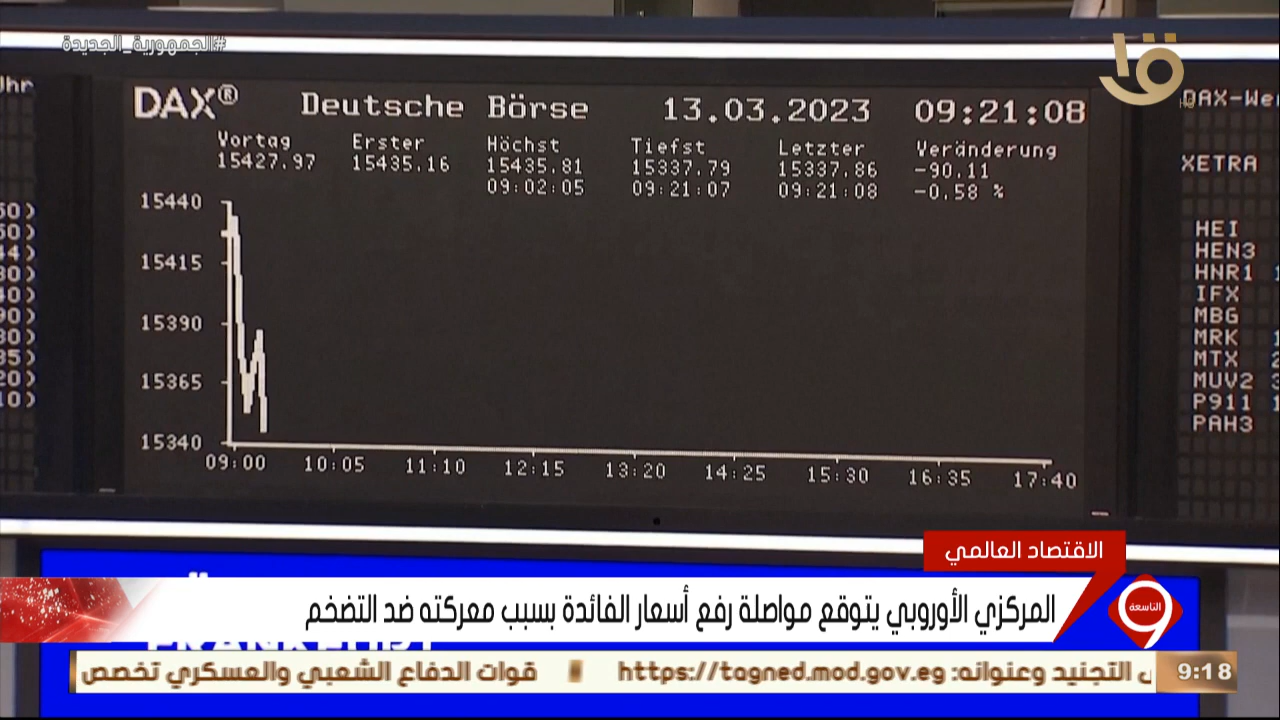 #الجمهورية_الجديدة
DAX® Deutsche Börse 13.03.2023 09:21:08
Vortag Erster Höchst Tiefst Letzter Veränderung
15427.97 15435.16 15435.81 15337.79 15337.86 -90.11
09:02:05 09:21:07 09:21:08 -0.58 %
15440
15415
15390
15365
15340
09:00 10:05 11:10 12:15 13:20 14:25 15:30 16:35 17:40
Uhr
XETRA
HEI
HEN3
HNR1
IFX
MBG
MRK
MTX
MUV2
P911
PAH3
الاقتصاد العالمي
المركزي الأوروبي يتوقع مواصلة رفع أسعار الفائدة بسبب معركته ضد التضخم
التاسعة
9:18
التجنيد وعنوانه: https://tagned.mod.gov.eg قوات الدفاع الشعبي والعسكري تخصص